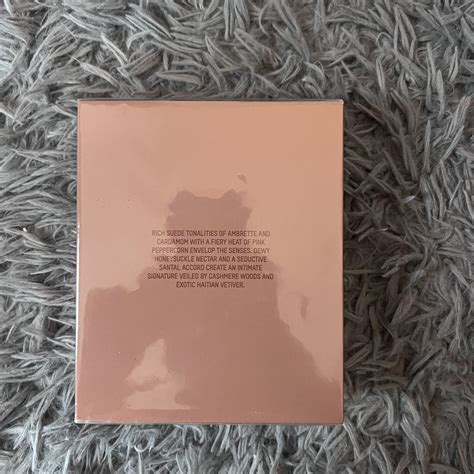 RICH SUEDE TONALITIES OF AMBRETTE AND
CARDAMOM WITH A FIERY HEAT OF PINK
PEPPERCORN ENVELOP THE SENSES. DEWY
HONEYSUCKLE NECTAR AND A SEDUCTIVE
SANTAL ACCORD CREATE AN INTIMATE
SIGNATURE VEILED BY CASHMERE WOODS AND
EXOTIC HAITIAN VETIVER.